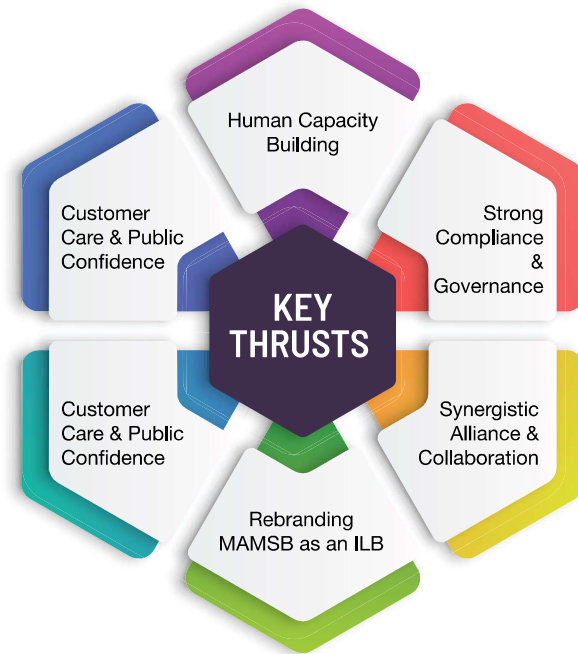 Human Capacity
Building
Customer
Care & Public
Confidence
Strong
Compliance
&
Governance
KEY
THRUSTS
Customer
Care & Public
Confidence
Synergistic
Alliance &
Collaboration
Rebranding
MAMSB as an ILB